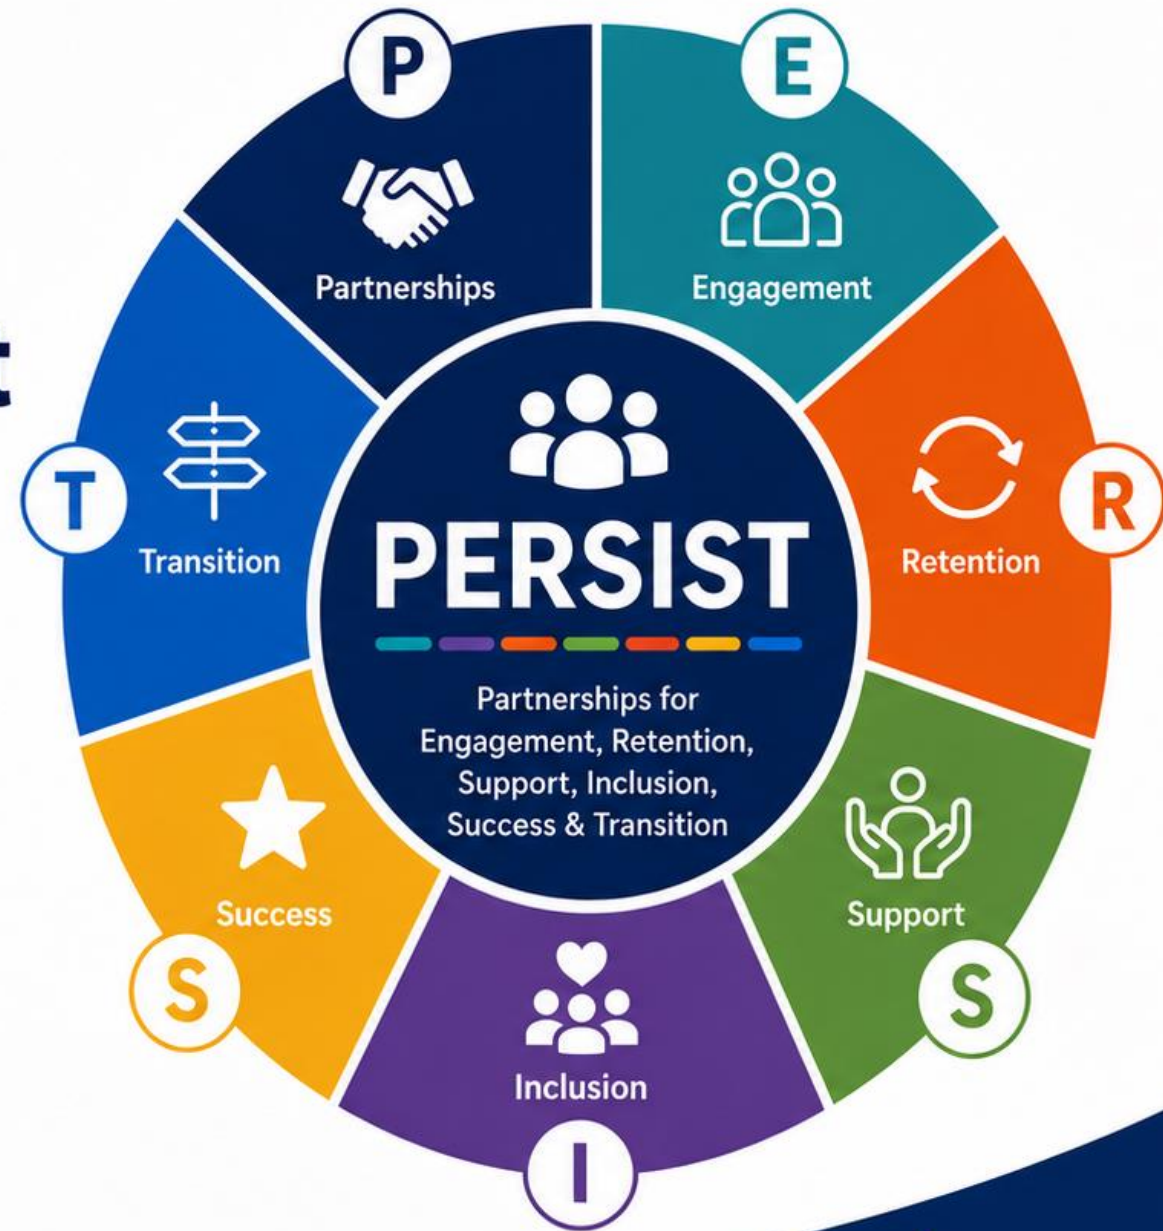 P
Partnerships
E
Engagement
R
Retention
S
Support
I
Inclusion
S
Success
T
Transition
PERSIST
Partnerships for
Engagement, Retention,
Support, Inclusion,
Success & Transition